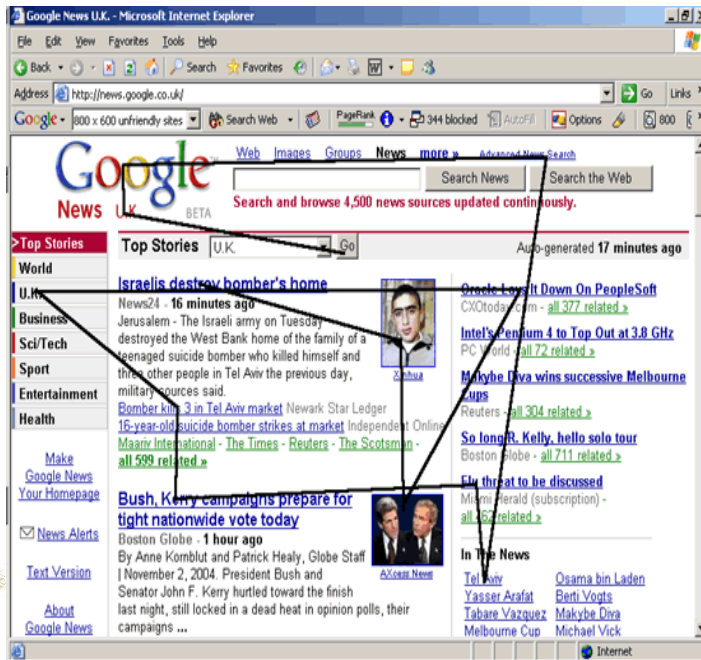 Google News U.K. - Microsoft Internet Explorer
File Edit View Favorites Tools Help
Back Search Favorites
Address http://news.google.co.uk/ Go Links
Google 800 x 600 unfriendly sites Search Web PageRank 344 blocked AutoFill Options 800
Google
News U.K. BETA
Web Images Groups News more » Advanced News Search
Search News Search the Web
Search and browse 4,500 news sources updated continuously.
>Top Stories
World
U.K.
Business
Sci/Tech
Sport
Entertainment
Health
Make
Google News
Your Homepage
News Alerts
Text Version
About
Google News
Top Stories U.K. Go Auto-generated 17 minutes ago
Israelis destroy bomber's home
News24 - 16 minutes ago
Jerusalem - The Israeli army on Tuesday
destroyed the West Bank home of the family of a
teenaged suicide bomber who killed himself and
three other people in Tel Aviv the previous day,
military sources said.
Xinhua
Bomber kills 3 in Tel Aviv market Newark Star Ledger
16-year-old suicide bomber strikes at market Independent Online
Maariv International - The Times - Reuters - The Scotsman -
all 599 related »
Bush, Kerry campaigns prepare for
tight nationwide vote today
Boston Globe - 1 hour ago
By Anne Kornblut and Patrick Healy, Globe Staff
| November 2, 2004. President Bush and
Senator John F. Kerry hurtled toward the finish
last night, still locked in a dead heat in opinion polls, their
campaigns ...
AXcess News
Oracle Lays It Down On PeopleSoft
CXOtoday.com - all 377 related »
Intel's Pentium 4 to Top Out at 3.8 GHz
PC World - all 72 related »
Makybe Diva wins successive Melbourne
Cups
Reuters - all 304 related »
So long R. Kelly, hello solo tour
Boston Globe - all 711 related »
Flu threat to be discussed
Miami Herald (subscription) -
all related »
In The News
Tel Aviv Osama bin Laden
Yasser Arafat Berti Vogts
Tabare Vazquez Makybe Diva
Melbourne Cup Michael Vick
Internet